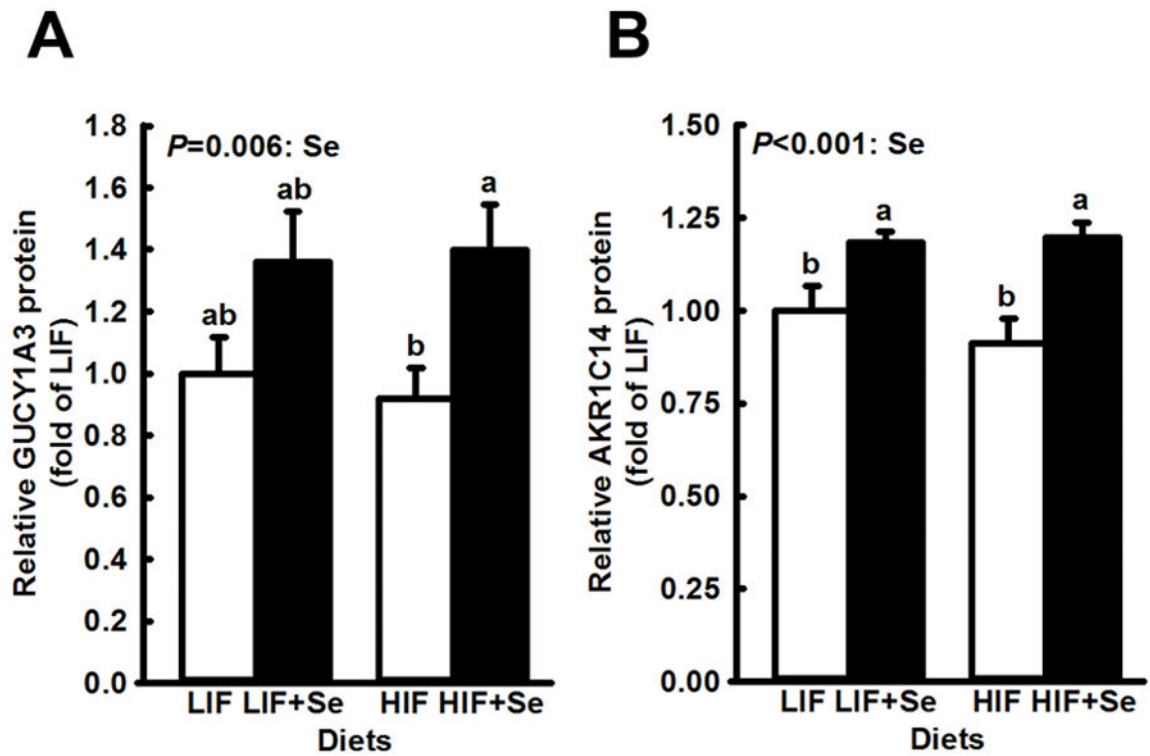 A
P=0.006: Se
Relative GUCY1A3 protein
(fold of LIF)
1.8
1.6
1.4
1.2
1.0
0.8
0.6
0.4
0.2
0.0
ab
ab
b
a
LIF LIF+Se HIF HIF+Se
Diets
B
P<0.001: Se
Relative AKR1C14 protein
(fold of LIF)
1.50
1.25
1.00
0.75
0.50
0.25
0.00
b
a
b
a
LIF LIF+Se HIF HIF+Se
Diets